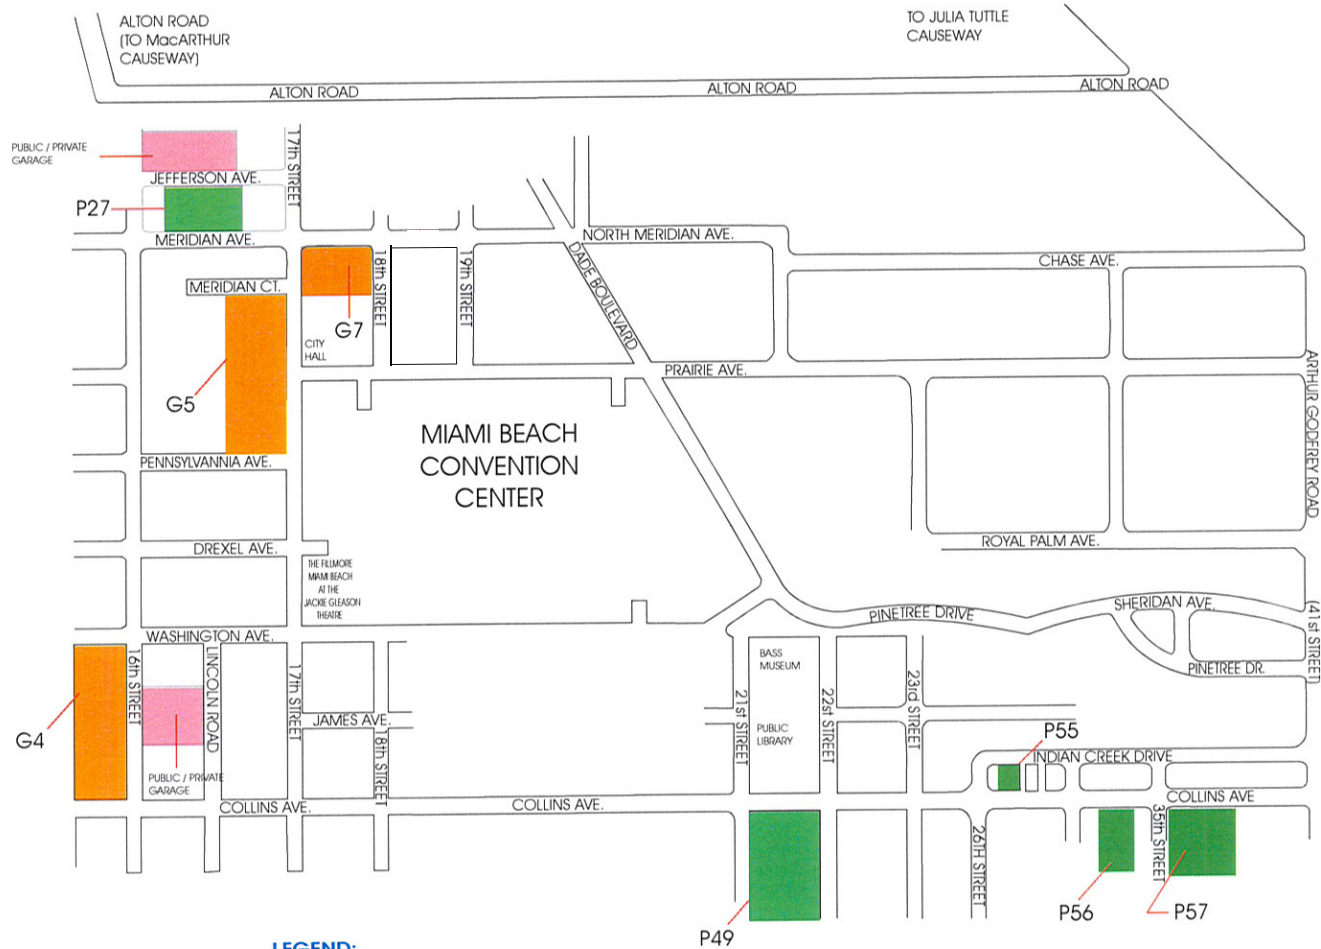 ALTON ROAD
(TO MacARTHUR
CAUSEWAY)
TO JULIA TUTTLE
CAUSEWAY
ALTON ROAD
ALTON ROAD
ALTON ROAD
PUBLIC / PRIVATE
GARAGE
17th STREET
JEFFERSON AVE.
P27
MERIDIAN AVE.
NORTH MERIDIAN AVE.
CHASE AVE.
MERIDIAN CT.
18th STREET
19th STREET
DADE BOULEVARD
G7
CITY
HALL
PRAIRIE AVE.
ARTHUR GODFREY ROAD
G5
MIAMI BEACH
CONVENTION
CENTER
PENNSYLVANNIA AVE.
DREXEL AVE.
ROYAL PALM AVE.
THE FILLMORE
MIAMI BEACH
AT THE
JACKIE GLEASON
THEATRE
PINETREE DRIVE
SHERIDAN AVE.
(41st STREET)
WASHINGTON AVE.
16th STREET
LINCOLN ROAD
17th STREET
BASS
MUSEUM
PINETREE DR.
21st STREET
22st STREET
23rd STREET
JAMES AVE.
18th STREET
PUBLIC
LIBRARY
G4
P55
INDIAN CREEK DRIVE
PUBLIC / PRIVATE
GARAGE
COLLINS AVE.
COLLINS AVE.
COLLINS AVE
26TH STREET
35th STREET
P56
P57
P49
LEGEND: